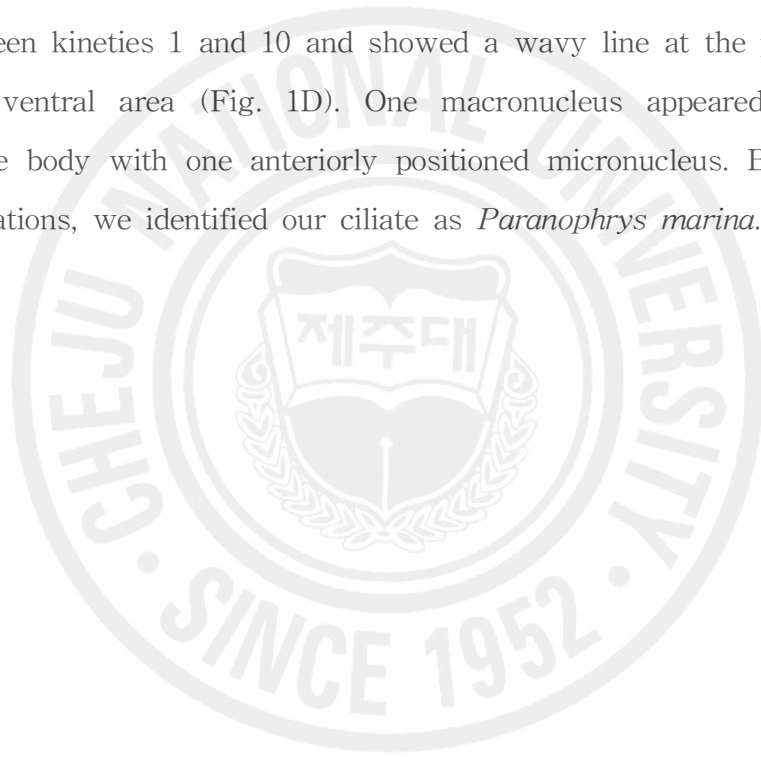 een kineties 1 and 10 and showed a wavy line at the
ventral area (Fig. 1D). One macronucleus appeared
body with one anteriorly positioned micronucleus.
ations, we identified our ciliate as Paranophrys marina.
CHEJU NATIONAL UNIVERSITY
제주대
· SINCE 1952 ·